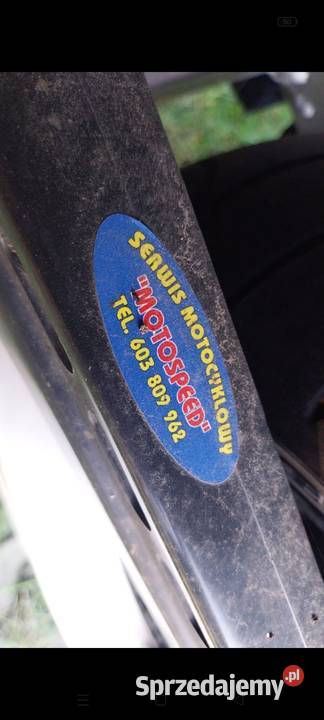 SERWIS MOTOCYKLOWY
"MOTOSPEED"
TEL. 603 809 962
Sprzedajemy.pl